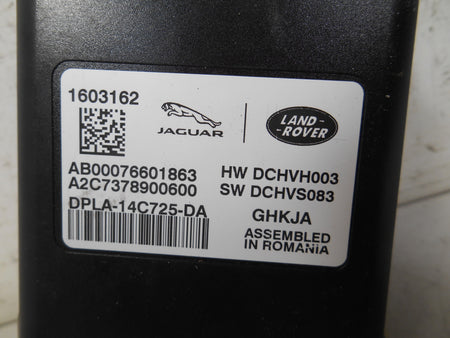 1603162
JAGUAR
LAND-
-ROVER
AB00076601863
A2C7378900600
DPLA-14C725-DA
HW DCHVH003
SW DCHVS083
GHKJA
ASSEMBLED
IN ROMANIA